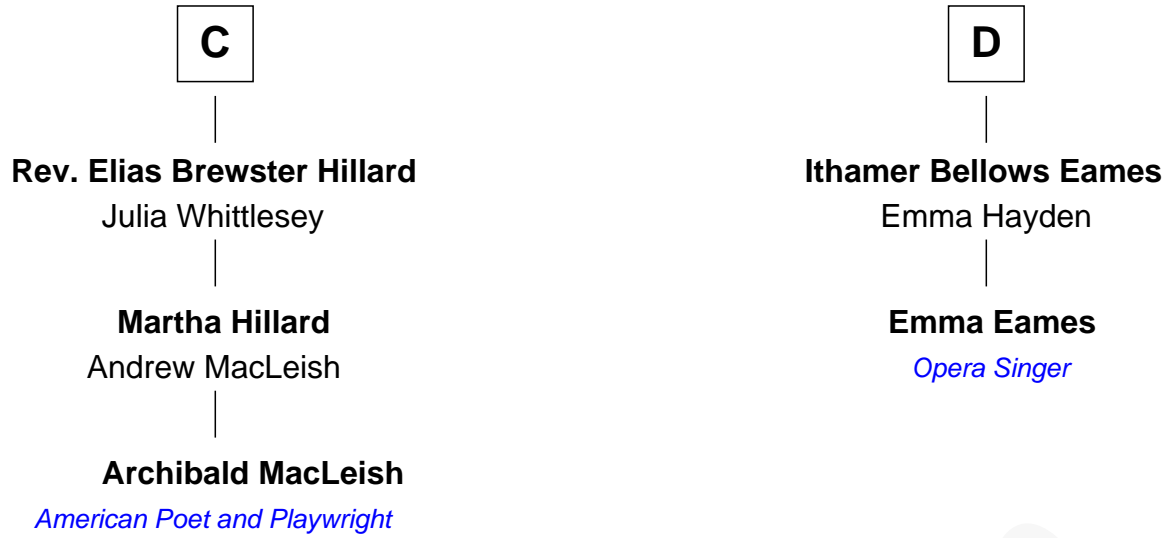 C
Rev. Elias Brewster Hillard
Julia Whittlesey
Martha Hillard
Andrew MacLeish
Archibald MacLeish
American Poet and Playwright
D
Ithamer Bellows Eames
Emma Hayden
Emma Eames
Opera Singer